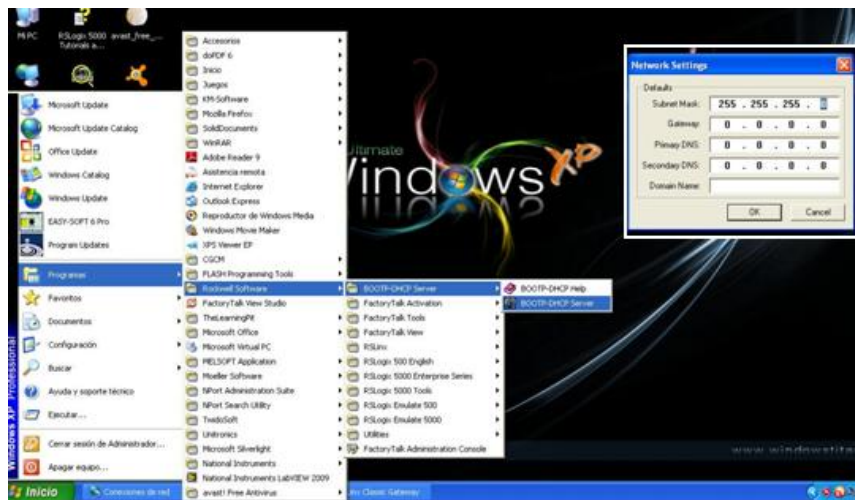 Mi PC
RSLogix 5000
Tutorials a...
avast_free_...
Microsoft Update
Microsoft Update Catalog
Office Update
Windows Catalog
Windows Update
EASY-SOFT 6 Pro
Program Updates
Programas
Favoritos
Documentos
Configuración
Buscar
Ayuda y soporte técnico
Ejecutar...
Cerrar sesión de Administrador...
Apagar equipo...
Windows XP Professional
Accesorios
doPDF 6
Inicio
Juegos
KM-Software
Mozilla Firefox
SolidDocuments
WinRAR
Adobe Reader 9
Asistencia remota
Internet Explorer
Outlook Express
Reproductor de Windows Media
Windows Movie Maker
XPS Viewer EP
CGCM
FLASH Programming Tools
Rockwell Software
FactoryTalk View Studio
TheLearningPit
Microsoft Office
Microsoft Virtual PC
MELSOFT Application
Moeller Software
NPort Administration Suite
NPort Search Utility
TwidoSoft
Unitronics
Microsoft Silverlight
National Instruments
National Instruments LabVIEW 2009
avast! Free Antivirus
BOOTP-DHCP Server
FactoryTalk Activation
FactoryTalk Tools
FactoryTalk View
RSLinx
RSLogix 500 English
RSLogix 5000 Enterprise Series
RSLogix 5000 Tools
RSLogix Emulate 500
RSLogix Emulate 5000
Utilities
FactoryTalk Administration Console
BOOTP-DHCP Help
BOOTP-DHCP Server
Ultimate
Windows XP
Network Settings
Defaults
Subnet Mask: 255 . 255 . 255 . 0
Gateway: 0 . 0 . 0 . 0
Primary DNS: 0 . 0 . 0 . 0
Secondary DNS: 0 . 0 . 0 . 0
Domain Name:
OK Cancel
Inicio
Conexiones de red
Classic Gateway